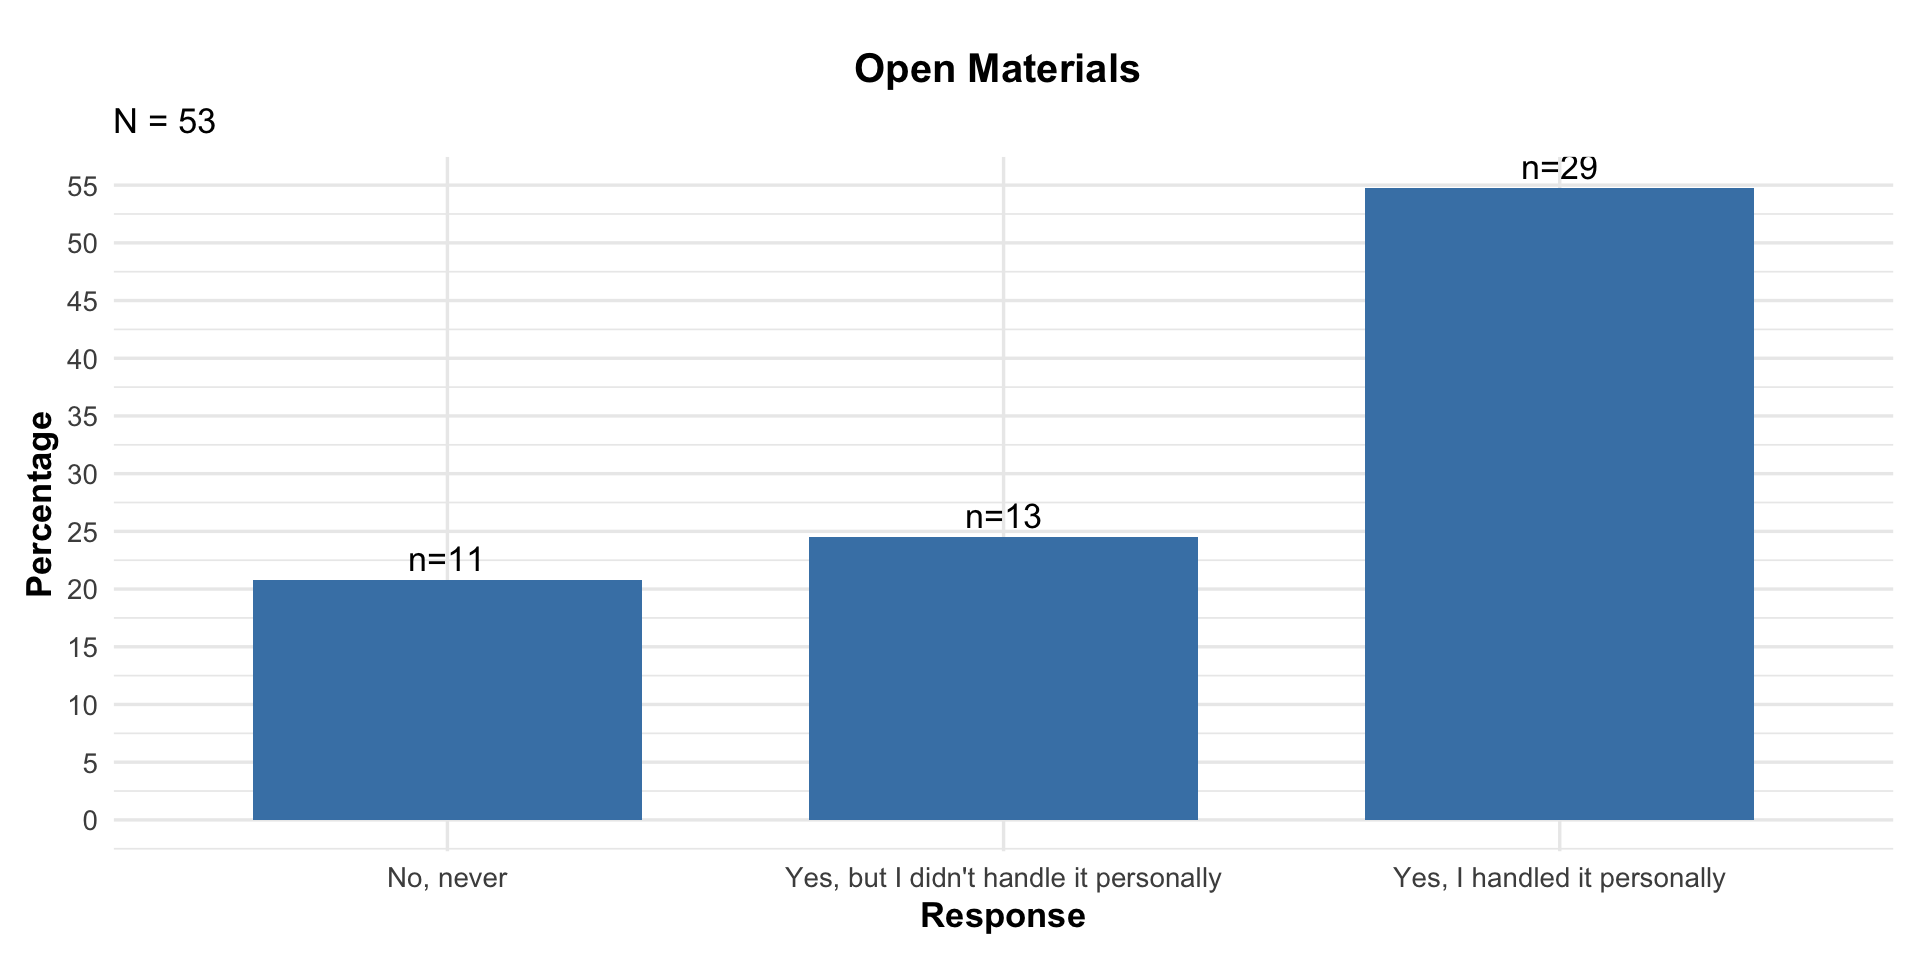 Open Materials
N = 53
n=29
55
50
45
40
35
30
n=13
25
n=11
20
15
10
5
0
Percentage
No, never
Yes, but I didn't handle it personally
Yes, I handled it personally
Response